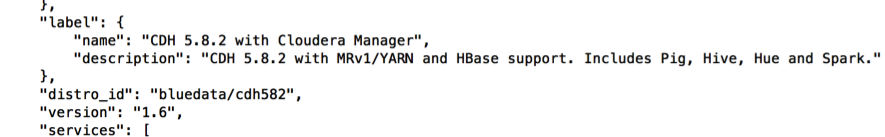 },
"label": {
"name": "CDH 5.8.2 with Cloudera Manager",
"description": "CDH 5.8.2 with MRv1/YARN and HBase support. Includes Pig, Hive, Hue and Spark."
},
"distro_id": "bluedata/cdh582",
"version": "1.6",
"services": [